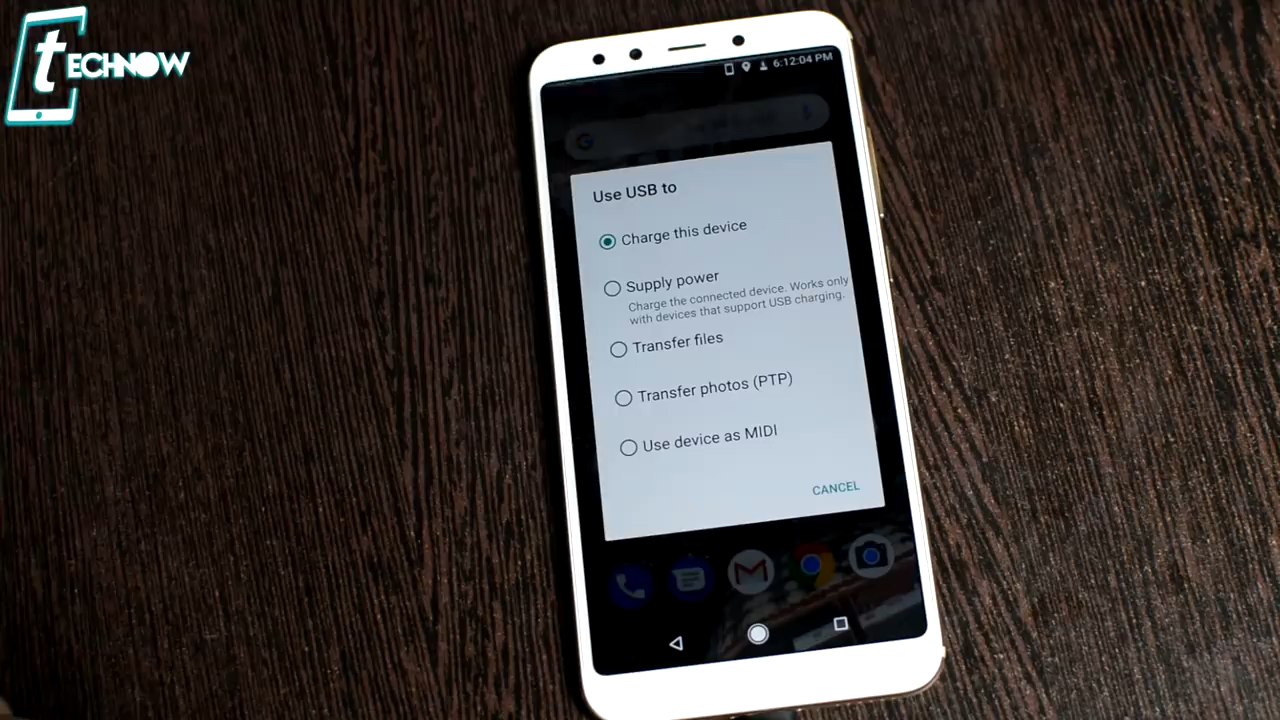 tECHNOW
6:12:04 PM
Use USB to
Charge this device
Supply power
Charge the connected device. Works only
with devices that support USB charging.
Transfer files
Transfer photos (PTP)
Use device as MIDI
CANCEL